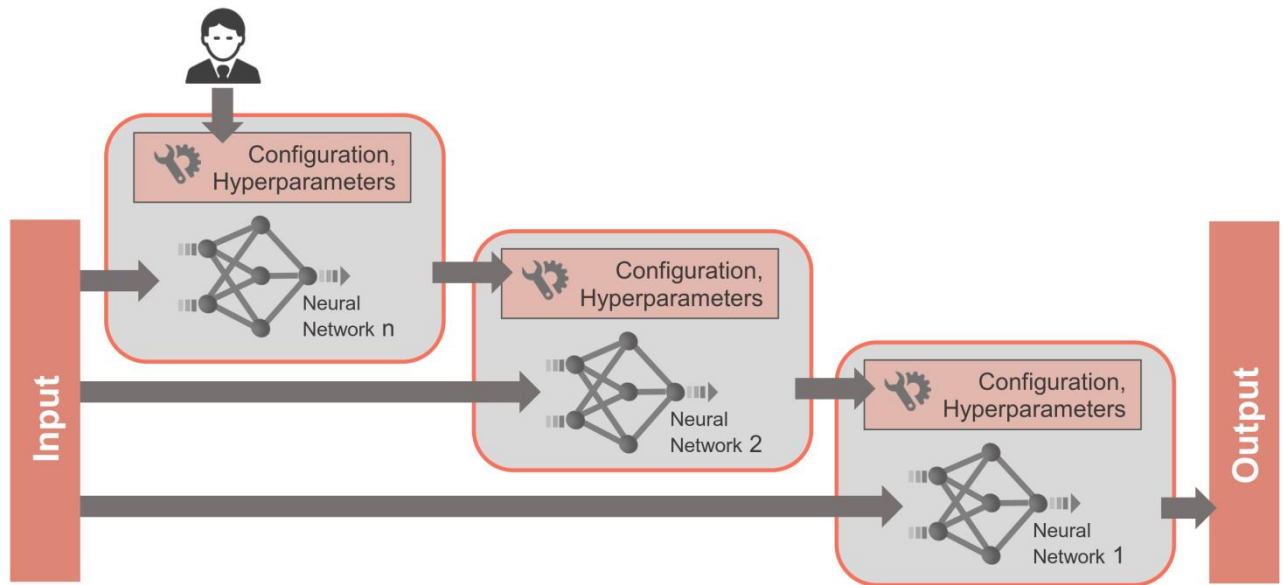 Configuration,
Hyperparameters
Neural
Network n
Configuration,
Hyperparameters
Neural
Network 2
Configuration,
Hyperparameters
Neural
Network 1
Input
Output